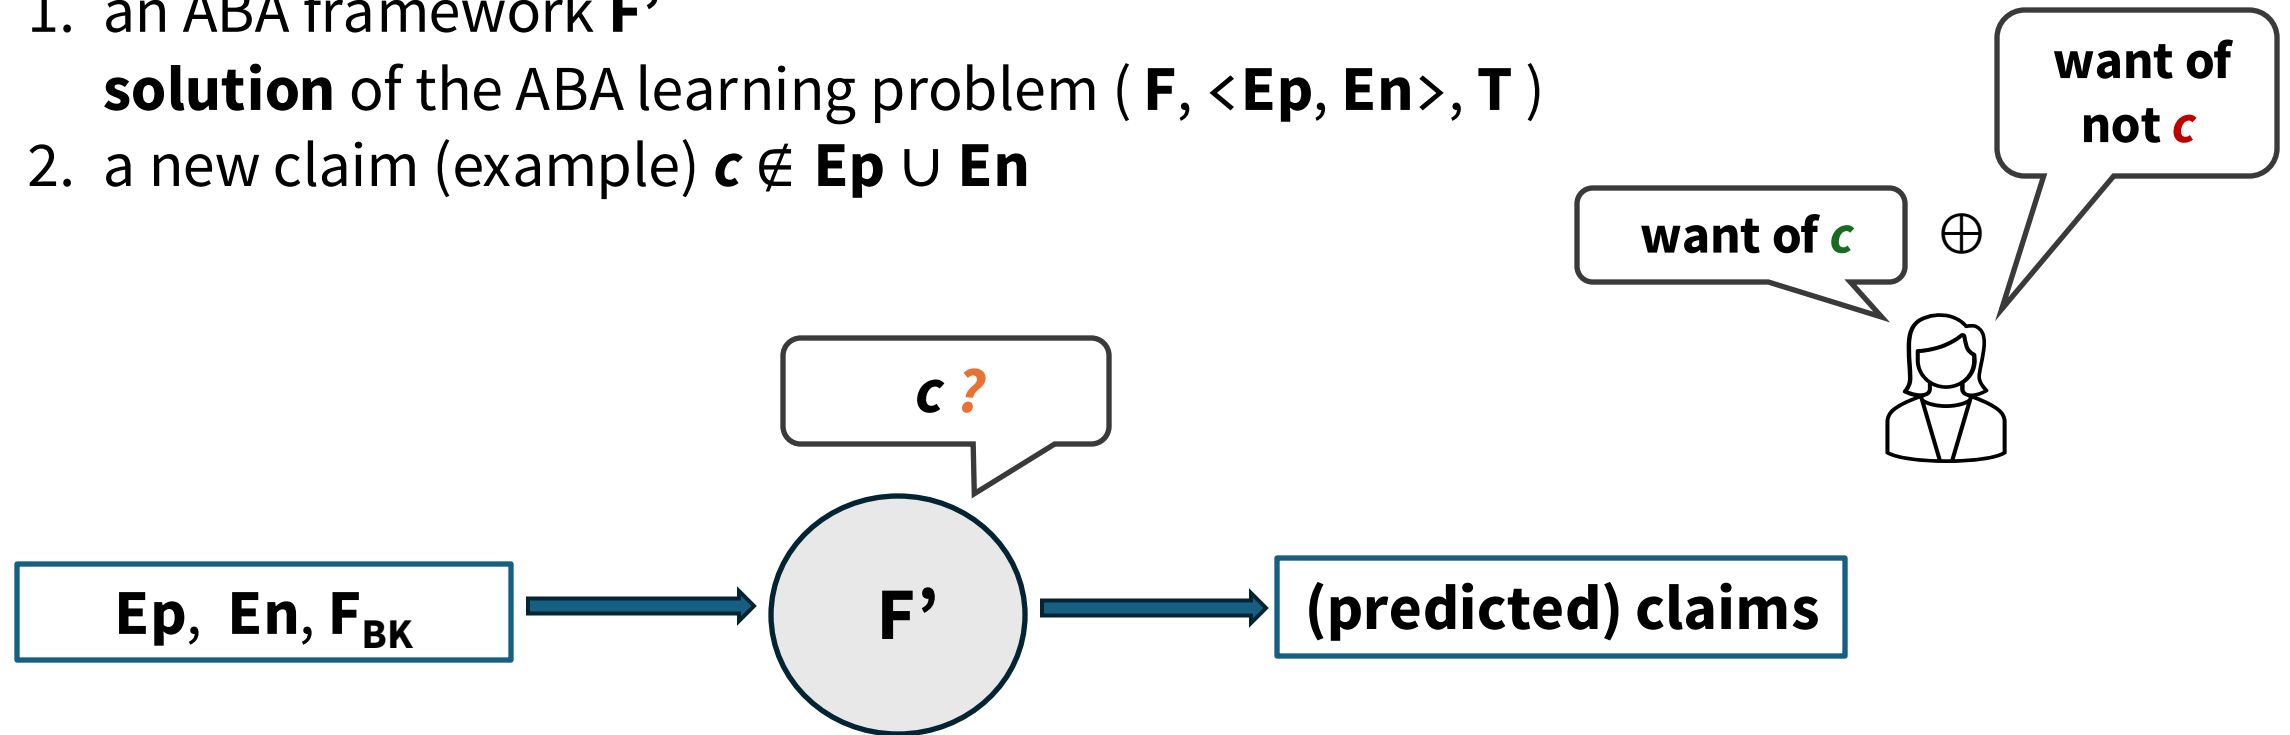 1. an ABA framework F’
solution of the ABA learning problem ( F, <Ep, En>, T )
2. a new claim (example) c ∉ Ep ∪ En
want of
not c
want of c ⊕
c ?
Ep, En, F_BK
F’
(predicted) claims